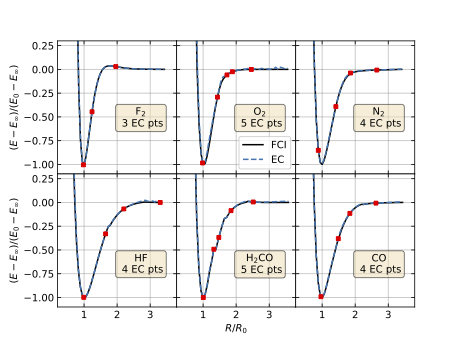 0.25
0.00
−0.25
−0.50
−0.75
−1.00
(E − E∞)/(E₀ − E∞)
F₂
3 EC pts
O₂
5 EC pts
FCI
EC
N₂
4 EC pts
0.25
0.00
−0.25
−0.50
−0.75
−1.00
(E − E∞)/(E₀ − E∞)
HF
4 EC pts
H₂CO
5 EC pts
CO
4 EC pts
1 2 3 1 2 3 1 2 3
R/R₀